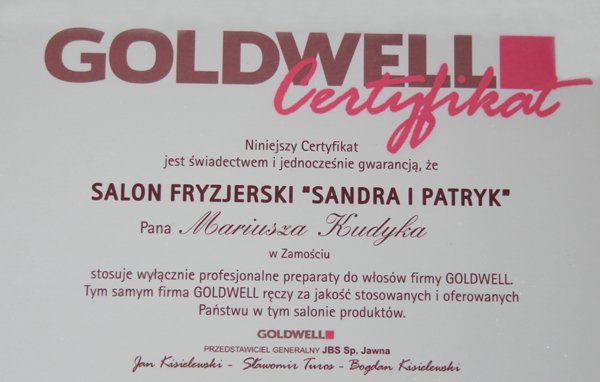 GOLDWELL
Certyfikat
Niniejszy Certyfikat
jest świadectwem i jednocześnie gwarancją, że
SALON FRYZJERSKI "SANDRA I PATRYK"
Pana Mariusza Kudyka
w Zamościu
stosuje wyłącznie profesjonalne preparaty do włosów firmy GOLDWELL.
Tym samym firma GOLDWELL ręczy za jakość stosowanych i oferowanych
Państwu w tym salonie produktów.
GOLDWELL
PRZEDSTAWICIEL GENERALNY JBS Sp. Jawna
Jan Kisielewski - Sławomir Turos - Bogdan Kisielewski